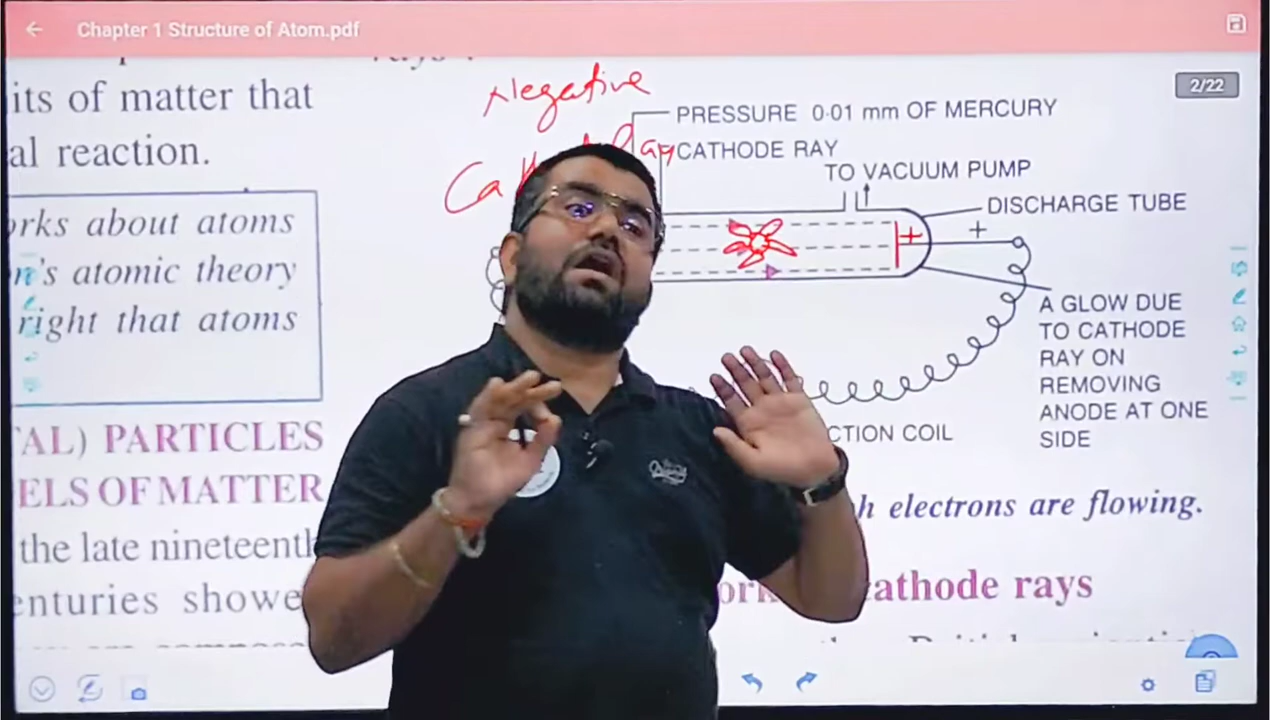 Chapter 1 Structure of Atom.pdf
2/22
its of matter that
al reaction.
orks about atoms
n's atomic theory
right that atoms
AL) PARTICLES
ELS OF MATTER
the late nineteenth
enturies showe
Negative
PRESSURE 0·01 mm OF MERCURY
CATHODE RAY
TO VACUUM PUMP
DISCHARGE TUBE
+
+
A GLOW DUE
TO CATHODE
RAY ON
REMOVING
ANODE AT ONE
SIDE
CTION COIL
h electrons are flowing.
cathode rays